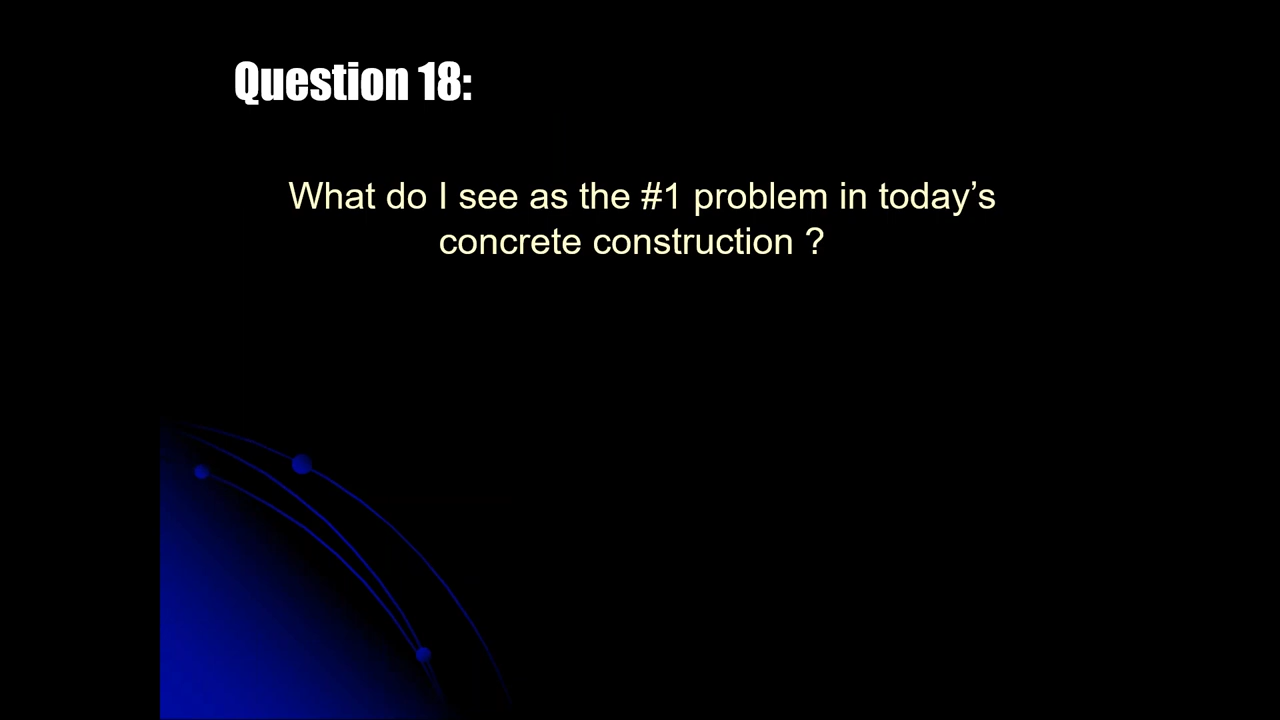 Question 18:
What do I see as the #1 problem in today’s
concrete construction ?